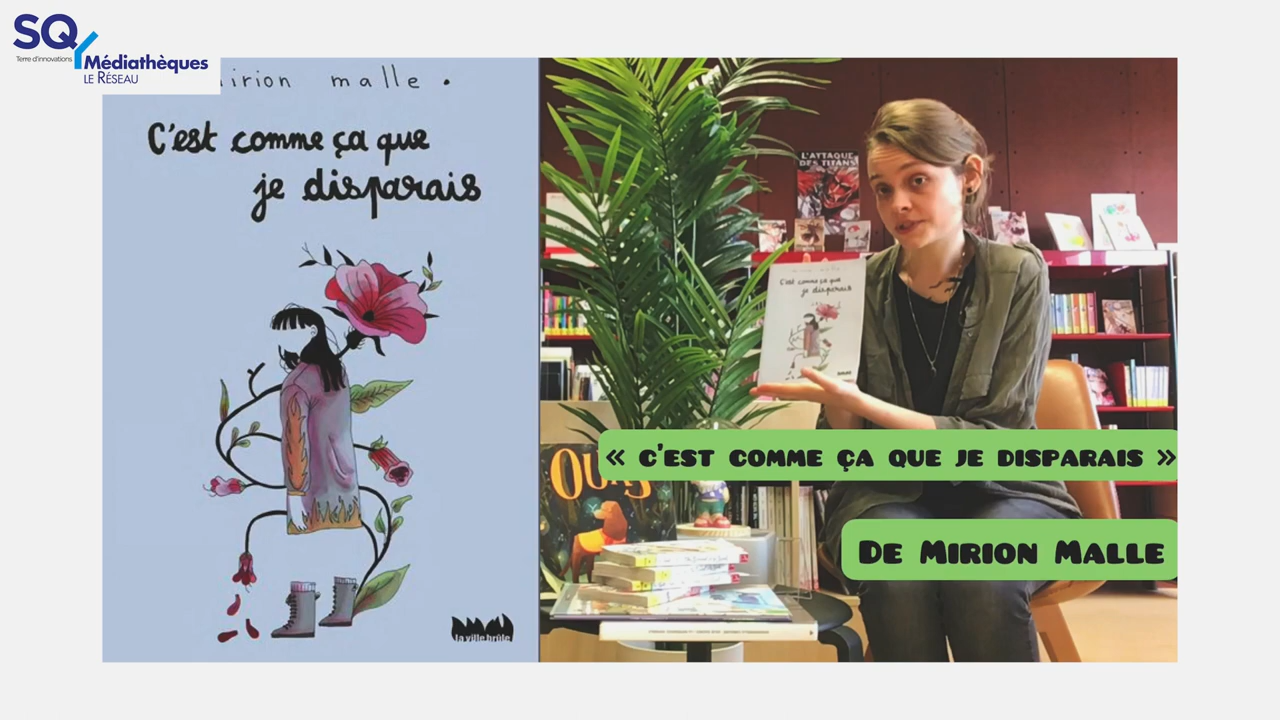 SQY
Terre d'innovations
Médiathèques
LE RÉSEAU
mirion malle.
C'est comme ça que
je disparais
la ville brûle
L'ATTAQUE
DES TITANS
C'est comme ça que
je disparais
« C'EST COMME ÇA QUE JE DISPARAIS »
DE MIRION MALLE